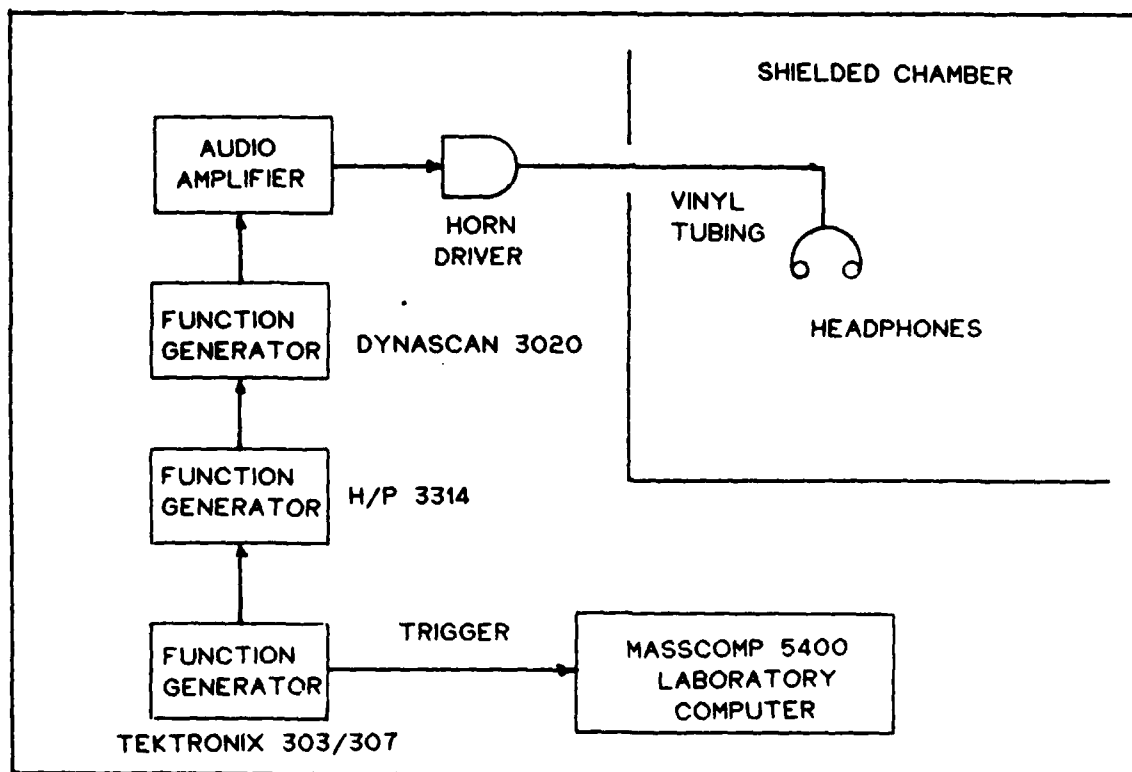 SHIELDED CHAMBER
AUDIO
AMPLIFIER
HORN
DRIVER
VINYL
TUBING
HEADPHONES
FUNCTION
GENERATOR
DYNASCAN 3020
FUNCTION
GENERATOR
H/P 3314
FUNCTION
GENERATOR
TEKTRONIX 303/307
TRIGGER
MASSCOMP 5400
LABORATORY
COMPUTER